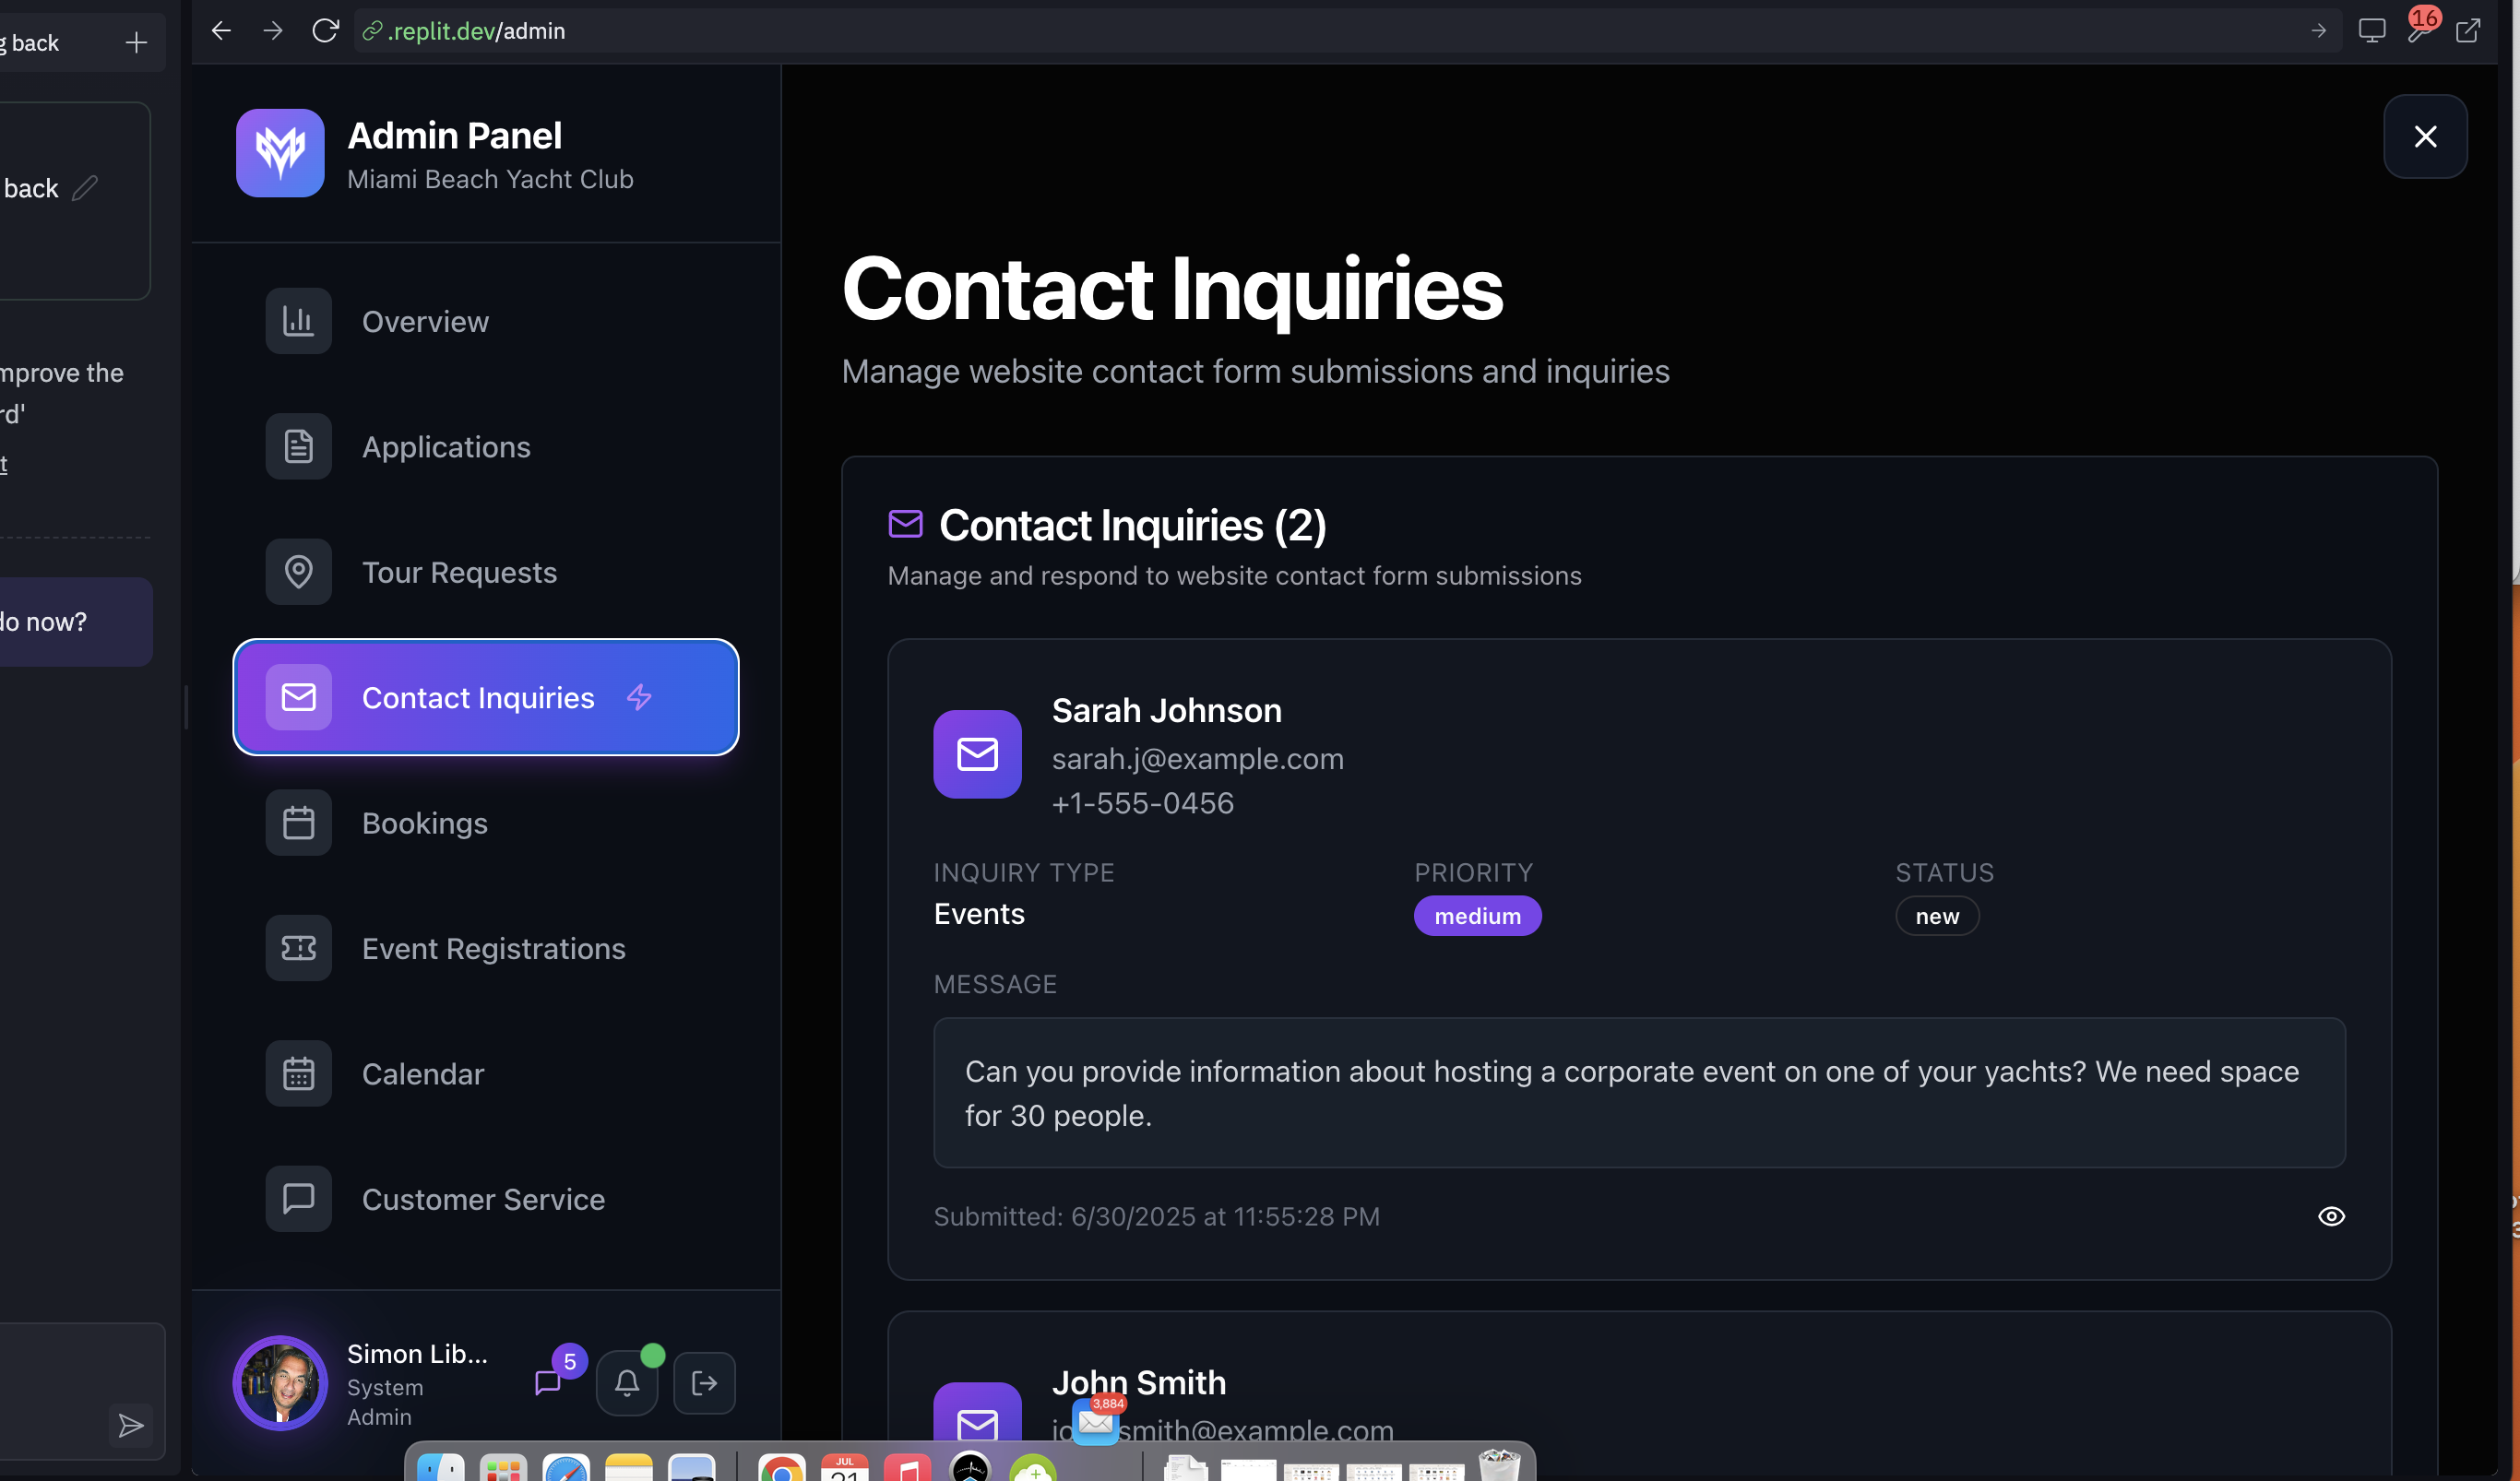 g back
back
mprove the
rd'
t
do now?
.replit.dev/admin
16
Admin Panel
Miami Beach Yacht Club
Overview
Applications
Tour Requests
Contact Inquiries
Bookings
Event Registrations
Calendar
Customer Service
Simon Lib...
System
Admin
5
Contact Inquiries
Manage website contact form submissions and inquiries
Contact Inquiries (2)
Manage and respond to website contact form submissions
Sarah Johnson
sarah.j@example.com
+1-555-0456
INQUIRY TYPE
Events
PRIORITY
medium
STATUS
new
MESSAGE
Can you provide information about hosting a corporate event on one of your yachts? We need space
for 30 people.
Submitted: 6/30/2025 at 11:55:28 PM
John Smith
smith@example.com
3,884
JUL